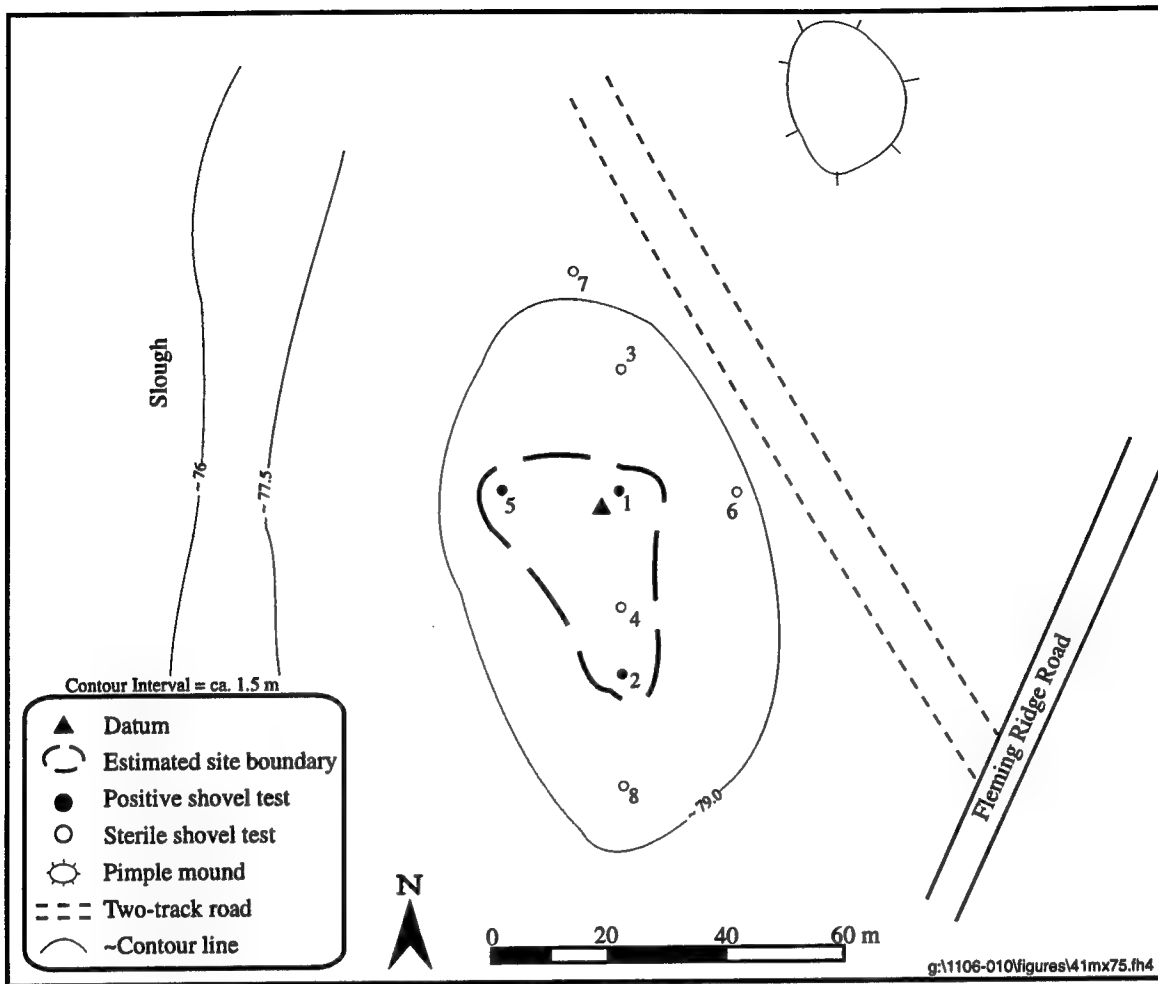 7
3
Slough
~76
~77.5
5
1
6
4
2
8
~79.0
Fleming Ridge Road
Contour Interval = ca. 1.5 m
Datum
Estimated site boundary
Positive shovel test
Sterile shovel test
Pimple mound
Two-track road
~Contour line
N
0 20 40 60 m
g:\1106-010\figures\41mx75.fh4